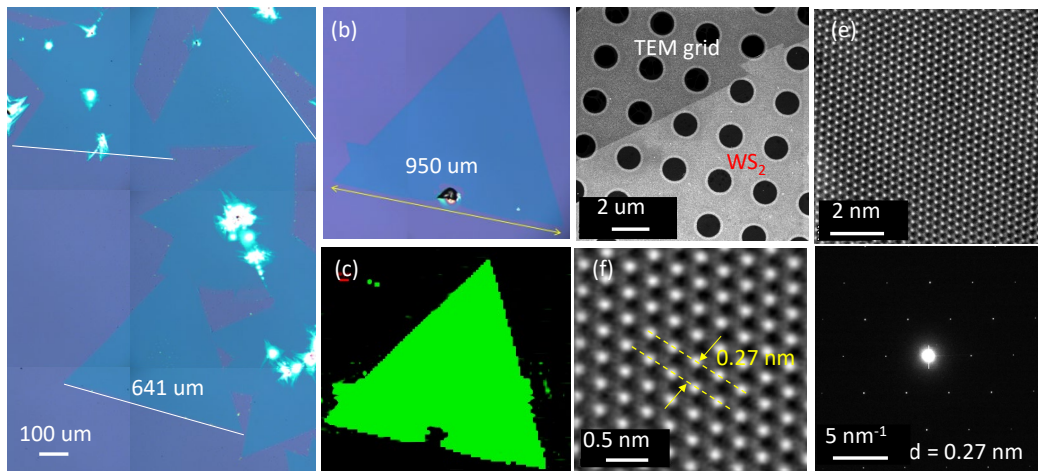 641 um
100 um
(b)
950 um
(c)
TEM grid
WS₂
2 um
(e)
2 nm
(f)
0.27 nm
0.5 nm
5 nm⁻¹
d = 0.27 nm